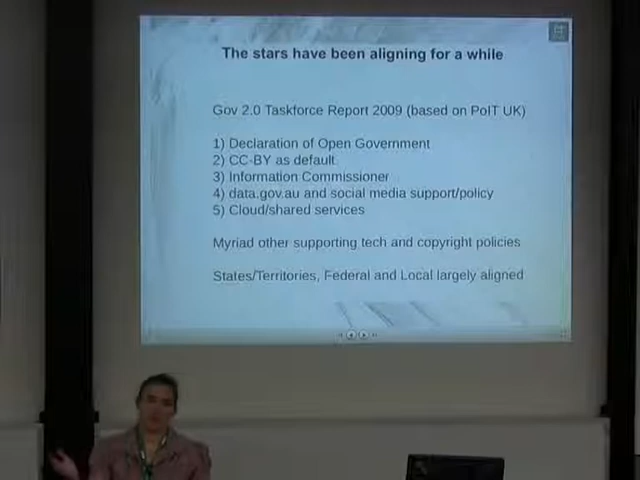 The stars have been aligning for a while
Gov 2.0 Taskforce Report 2009 (based on PoIT UK)
1) Declaration of Open Government
2) CC-BY as default
3) Information Commissioner
4) data.gov.au and social media support/policy
5) Cloud/shared services
Myriad other supporting tech and copyright policies
States/Territories, Federal and Local largely aligned